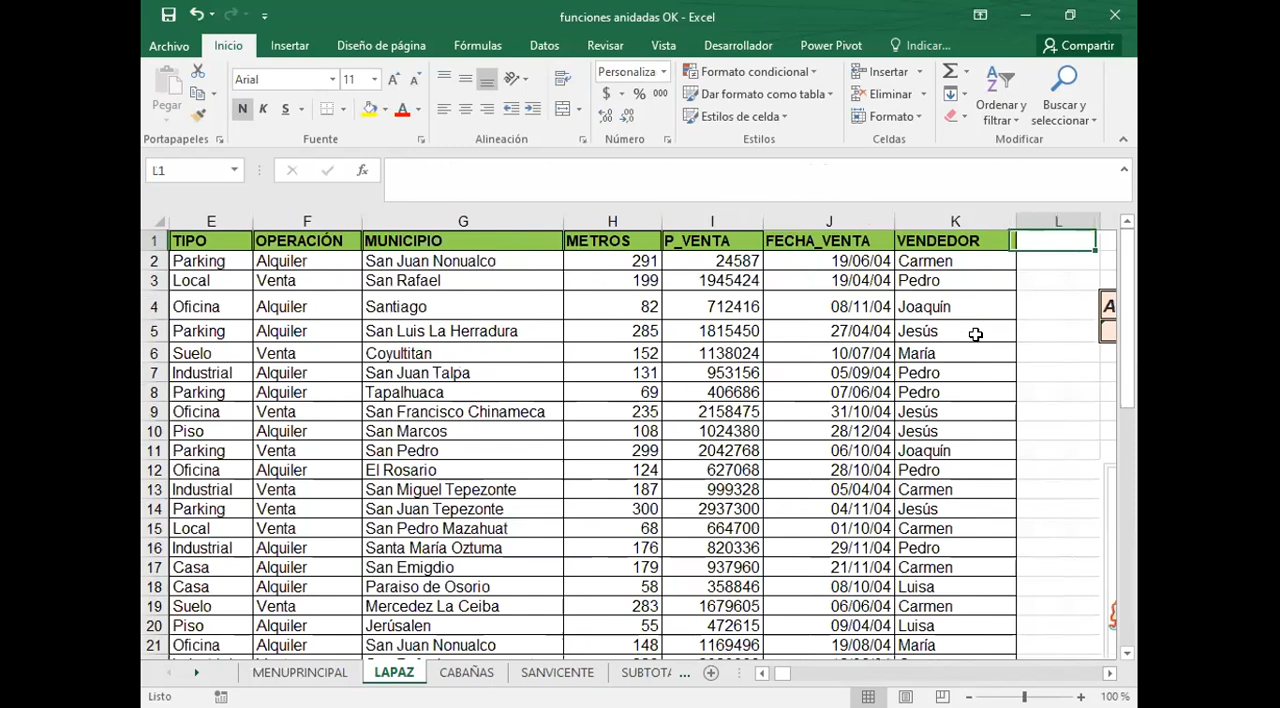 funciones anidadas OK - Excel
Archivo Inicio Insertar Diseño de página Fórmulas Datos Revisar Vista Desarrollador Power Pivot Indicar... Compartir
Pegar Arial 11 Personaliza Formato condicional Insertar Ordenar y filtrar Buscar y seleccionar
N K S $ % 000 Dar formato como tabla Eliminar
Estilos de celda Formato
Portapapeles Fuente Alineación Número Estilos Celdas Modificar
L1 fx
E F G H I J K L
1 TIPO OPERACIÓN MUNICIPIO METROS P_VENTA FECHA_VENTA VENDEDOR
2 Parking Alquiler San Juan Nonualco 291 24587 19/06/04 Carmen
3 Local Venta San Rafael 199 1945424 19/04/04 Pedro
4 Oficina Alquiler Santiago 82 712416 08/11/04 Joaquín A
5 Parking Alquiler San Luis La Herradura 285 1815450 27/04/04 Jesús
6 Suelo Venta Coyultitan 152 1138024 10/07/04 María
7 Industrial Alquiler San Juan Talpa 131 953156 05/09/04 Pedro
8 Parking Alquiler Tapalhuaca 69 406686 07/06/04 Pedro
9 Oficina Venta San Francisco Chinameca 235 2158475 31/10/04 Jesús
10 Piso Alquiler San Marcos 108 1024380 28/12/04 Jesús
11 Parking Venta San Pedro 299 2042768 06/10/04 Joaquín
12 Oficina Alquiler El Rosario 124 627068 28/10/04 Pedro
13 Industrial Venta San Miguel Tepezonte 187 999328 05/04/04 Carmen
14 Parking Venta San Juan Tepezonte 300 2937300 04/11/04 Jesús
15 Local Venta San Pedro Mazahuat 68 664700 01/10/04 Carmen
16 Industrial Alquiler Santa María Oztuma 176 820336 29/11/04 Pedro
17 Casa Alquiler San Emigdio 179 937960 21/11/04 Carmen
18 Casa Alquiler Paraiso de Osorio 58 358846 08/10/04 Luisa
19 Suelo Venta Mercedez La Ceiba 283 1679605 06/06/04 Carmen
20 Piso Alquiler Jerúsalen 55 472615 09/04/04 Luisa
21 Oficina Alquiler San Juan Nonualco 148 1169496 19/08/04 María
MENUPRINCIPAL LAPAZ CABAÑAS SANVICENTE SUBTOTA ...
Listo 100 %